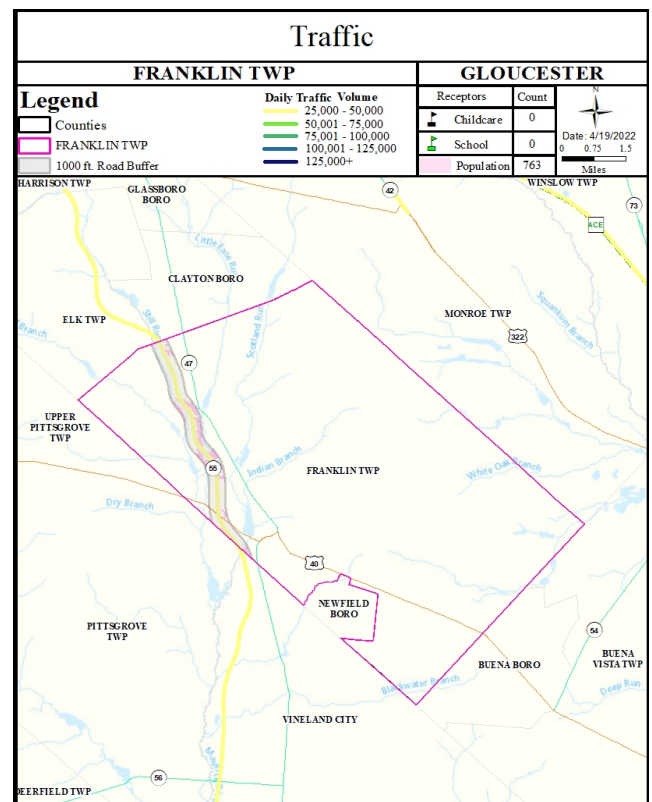 Traffic
FRANKLIN TWP
GLOUCESTER
Legend
Counties
FRANKLIN TWP
1000 ft. Road Buffer
Daily Traffic Volume
25,000 - 50,000
50,001 - 75,000
75,001 - 100,000
100,001 - 125,000
125,000+
Receptors Count
Childcare 0
School 0
Population 763
N
Date: 4/19/2022
0 0.75 1.5
Miles
HARRISON TWP
GLASSBORO
BORO
42
WINSLOW TWP
73
ACE
Little Ease Run
CLAYTON BORO
Scotland Run
Squankum Branch
MONROE TWP
ELK TWP
Still Run
Branch
322
47
UPPER
PITTSGROVE
TWP
55
Indian Branch
FRANKLIN TWP
White Oak Branch
Dry Branch
40
NEWFIELD
BORO
PITTSGROVE
TWP
54
BUENA
VISTA TWP
BUENA BORO
Blackwater Branch
Deep Run
VINELAND CITY
56
DEERFIELD TWP